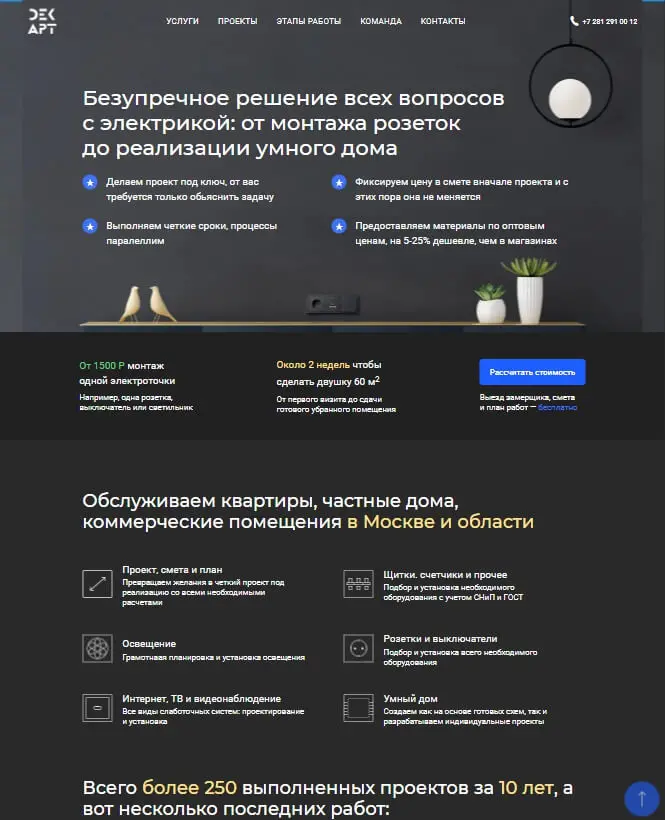 DEK
АРТ
УСЛУГИ ПРОЕКТЫ ЭТАПЫ РАБОТЫ КОМАНДА КОНТАКТЫ
+7 281 291 00 12
Безупречное решение всех вопросов
с электрикой: от монтажа розеток
до реализации умного дома
Делаем проект под ключ, от вас
требуется только объяснить задачу
Фиксируем цену в смете вначале проекта и с
этих пора она не меняется
Выполняем четкие сроки, процессы
паралеллим
Предоставляем материалы по оптовым
ценам, на 5-25% дешевле, чем в магазинах
От 1500 Р монтаж
одной электроточки
Например, одна розетка,
выключатель или светильник
Около 2 недель чтобы
сделать двушку 60 м²
От первого визита до сдачи
готового убранного помещения
Рассчитать стоимость
Выезд замерщика, смета
и план работ — бесплатно
Обслуживаем квартиры, частные дома,
коммерческие помещения в Москве и области
Проект, смета и план
Превращаем желания в четкий проект под
реализацию со всеми необходимыми
расчетами
Щитки. счетчики и прочее
Подбор и установка необходимого
оборудования с учетом СНиП и ГОСТ
Освещение
Грамотная планировка и установка освещения
Розетки и выключатели
Подбор и установка всего необходимого
оборудования
Интернет, ТВ и видеонаблюдение
Все виды слаботочных систем: проектирование
и установка
Умный дом
Создаем как на основе готовых схем, так и
разрабатываем индивидуальные проекты
Всего более 250 выполненных проектов за 10 лет, а
вот несколько последних работ: